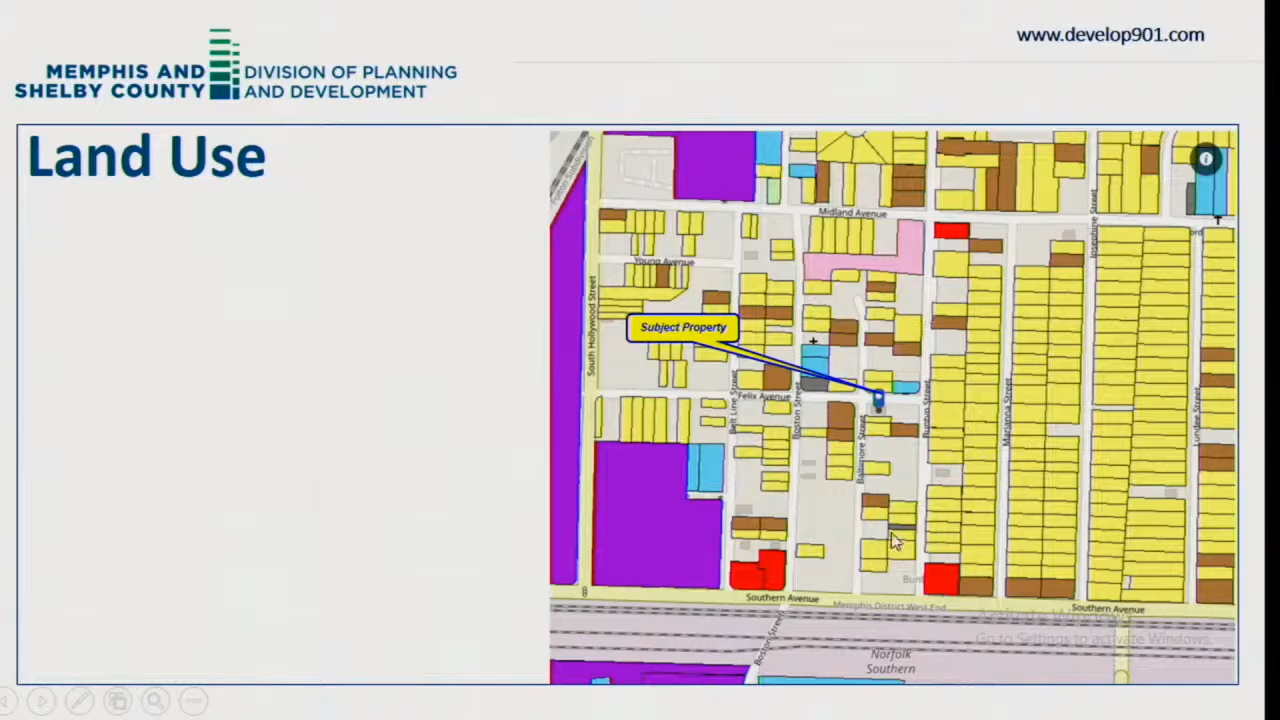 www.develop901.com
MEMPHIS AND
SHELBY COUNTY
DIVISION OF PLANNING
AND DEVELOPMENT
Land Use
Midland Avenue
Young Avenue
South Hollywood Street
Josephine Street
Subject Property
Felix Avenue
Belt Line Street
Boston Street
Baltimore Street
Buntyn Street
Marianna Street
Lundee Street
Southern Avenue
Memphis District West End
Southern Avenue
Activate Windows
Go to Settings to activate Windows.
Boston Street
Norfolk
Southern